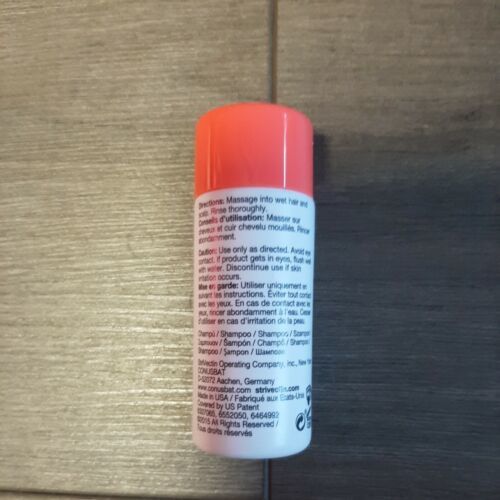 Directions: Massage into wet hair and
scalp. Rinse thoroughly.
Conseils d'utilisation: Masser sur
cheveux et cuir chevelu mouillés. Rincer
abondamment.
Caution: Use only as directed. Avoid eye
contact. If product gets in eyes, flush well
with water. Discontinue use if skin
irritation occurs.
Mise en garde: Utiliser uniquement en
suivant les instructions. Éviter tout contact
avec les yeux. En cas de contact avec les
yeux, rincer abondamment à l'eau. Cesser
d'utiliser en cas d'irritation de la peau.
Champú / Shampoo / Shampoo / Szampon /
Šampón / Champô / Shampoo /
Shampoo / Şampon / Шампоан
StriVectin Operating Company, Inc., New York
CONUSBAT
D-52072 Aachen, Germany
www.conusbat.com strivectin.com
Made in USA / Fabriqué aux États-Unis
Covered by US Patent
6337065, 6552050, 6464992
©2015 All Rights Reserved /
Tous droits réservés